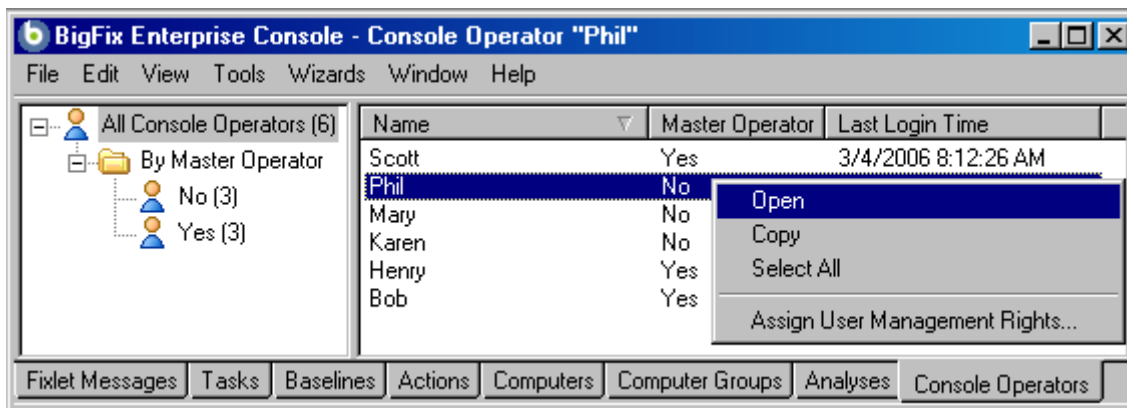 BigFix Enterprise Console - Console Operator "Phil"
File Edit View Tools Wizards Window Help
All Console Operators (6)
By Master Operator
No (3)
Yes (3)
Name Master Operator Last Login Time
Scott Yes 3/4/2006 8:12:26 AM
Phil No
Mary No
Karen No
Henry Yes
Bob Yes
Open
Copy
Select All
Assign User Management Rights...
Fixlet Messages Tasks Baselines Actions Computers Computer Groups Analyses Console Operators